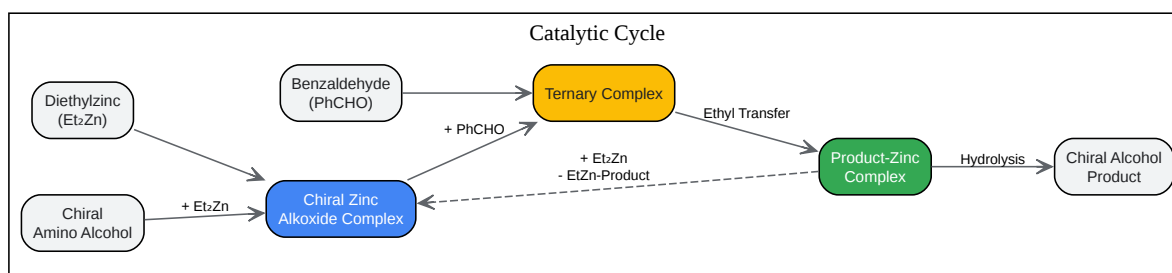 Catalytic Cycle
Benzaldehyde
(PhCHO)
Ternary Complex
Diethylzinc
(Et₂Zn)
+ PhCHO
Ethyl Transfer
+ Et₂Zn
- EtZn-Product
Product-Zinc
Complex
Hydrolysis
Chiral Alcohol
Product
Chiral
Amino Alcohol
+ Et₂Zn
Chiral Zinc
Alkoxide Complex